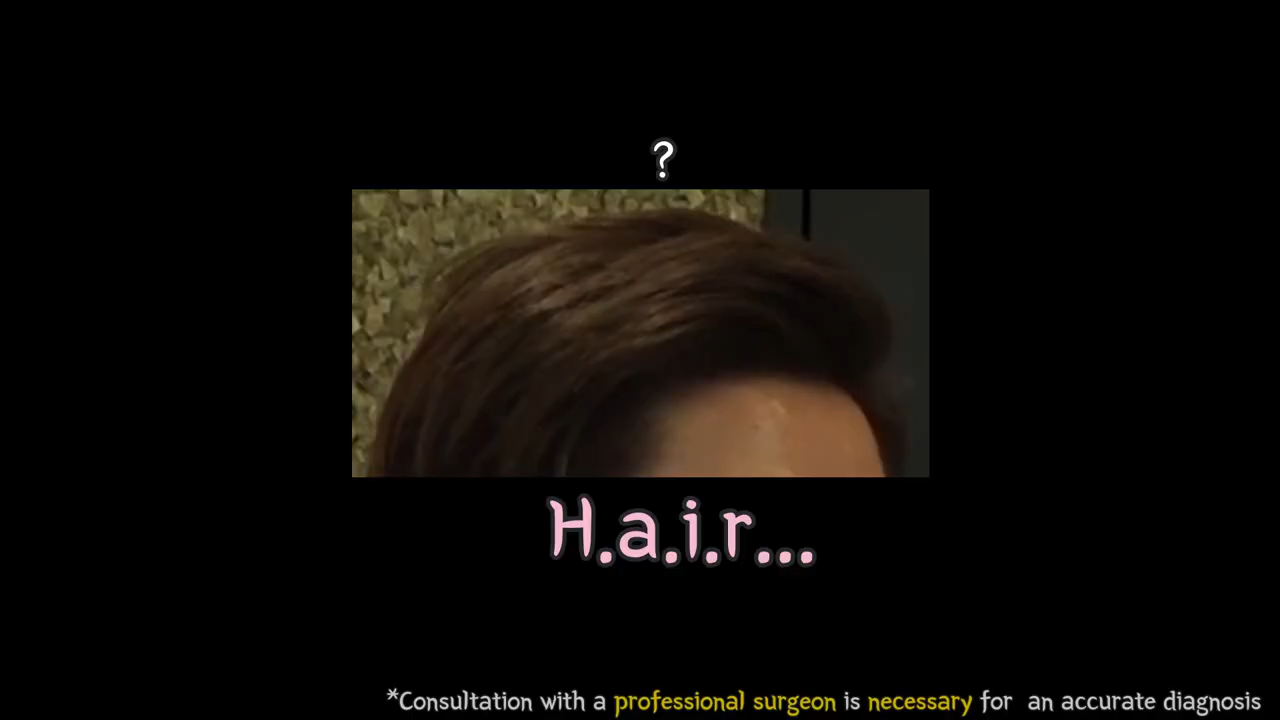 ?
H.a.i.r...
*Consultation with a professional surgeon is necessary for  an accurate diagnosis